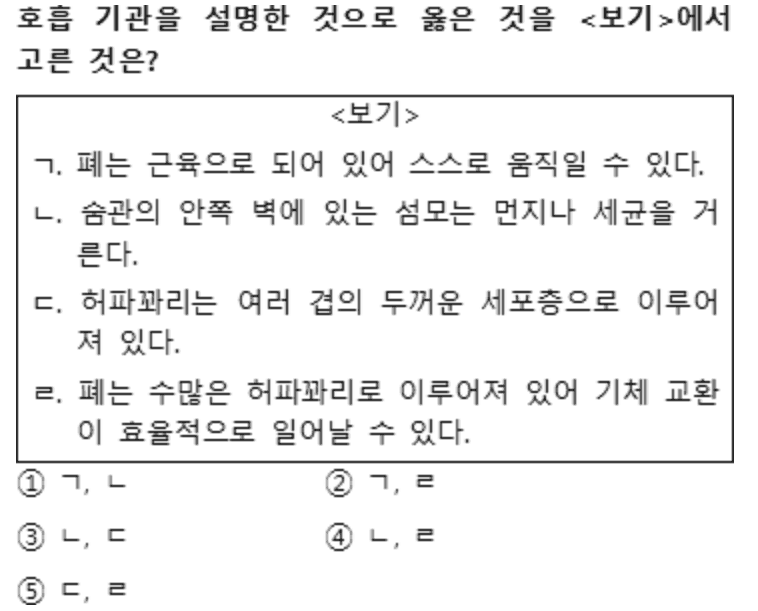 호흡 기관을 설명한 것으로 옳은 것을 <보기>에서
고른 것은?
<보기>
ㄱ. 폐는 근육으로 되어 있어 스스로 움직일 수 있다.
ㄴ. 숨관의 안쪽 벽에 있는 섬모는 먼지나 세균을 거
른다.
ㄷ. 허파꽈리는 여러 겹의 두꺼운 세포층으로 이루어
져 있다.
ㄹ. 폐는 수많은 허파꽈리로 이루어져 있어 기체 교환
이 효율적으로 일어날 수 있다.
① ㄱ, ㄴ ② ㄱ, ㄹ
③ ㄴ, ㄷ ④ ㄴ, ㄹ
⑤ ㄷ, ㄹ